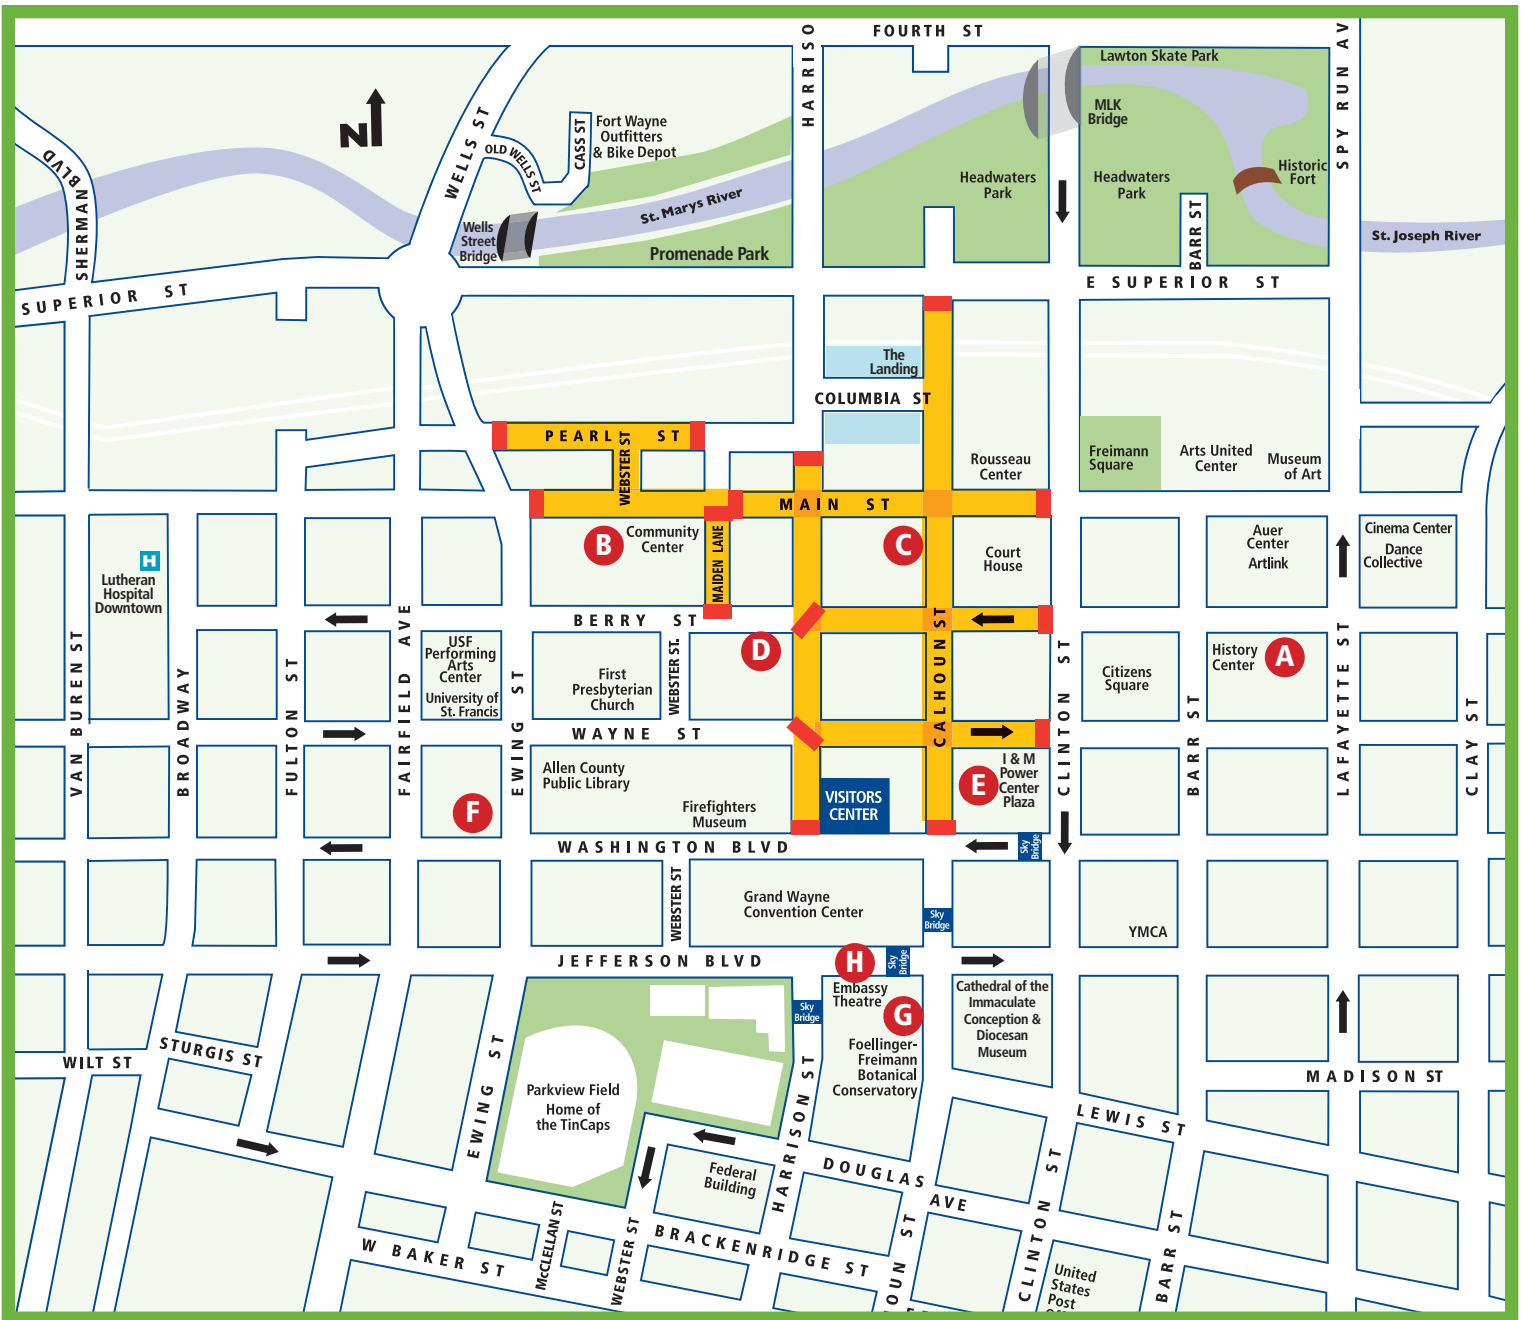 FOURTH ST
HARRISO
SPY RUN AV
Lawton Skate Park
MLK
Bridge
N
WELLS ST
OLD WELLS ST
CASS ST
Fort Wayne
Outfitters
& Bike Depot
SHERMAN BLVD
Headwaters
Park
Headwaters
Park
Historic
Fort
St. Marys River
Wells
Street
Bridge
Promenade Park
BARR ST
St. Joseph River
SUPERIOR ST
E SUPERIOR ST
The
Landing
COLUMBIA ST
PEARL ST
WEBSTER ST
Rousseau
Center
Freimann
Square
Arts United
Center
Museum
of Art
MAIN ST
B
Community
Center
MAIDEN LANE
C
Court
House
Auer
Center
Artlink
Cinema Center
Dance
Collective
H
Lutheran
Hospital
Downtown
BERRY ST
VAN BUREN ST
BROADWAY
FULTON ST
FAIRFIELD AVE
USF
Performing
Arts
Center
University of
St. Francis
EWING ST
First
Presbyterian
Church
WEBSTER ST.
D
CALHOUN ST
CLINTON ST
Citizens
Square
BARR ST
History
Center
A
LAFAYETTE ST
CLAY ST
WAYNE ST
Allen County
Public Library
Firefighters
Museum
F
VISITORS
CENTER
E
I & M
Power
Center
Plaza
WASHINGTON BLVD
Sky
Bridge
WEBSTER ST
Grand Wayne
Convention Center
Sky
Bridge
YMCA
JEFFERSON BLVD
H
Sky
Bridge
Embassy
Theatre
G
Sky
Bridge
Cathedral of the
Immaculate
Conception &
Diocesan
Museum
Foellinger-
Freimann
Botanical
Conservatory
WILT ST
STURGIS ST
EWING ST
Parkview Field
Home of
the TinCaps
HARRISON ST
MADISON ST
LEWIS ST
DOUGLAS AVE
Federal
Building
CLINTON ST
BARR ST
W BAKER ST
McCLELLAN ST
WEBSTER ST
BRACKENRIDGE ST
OUN ST
United
States
Post